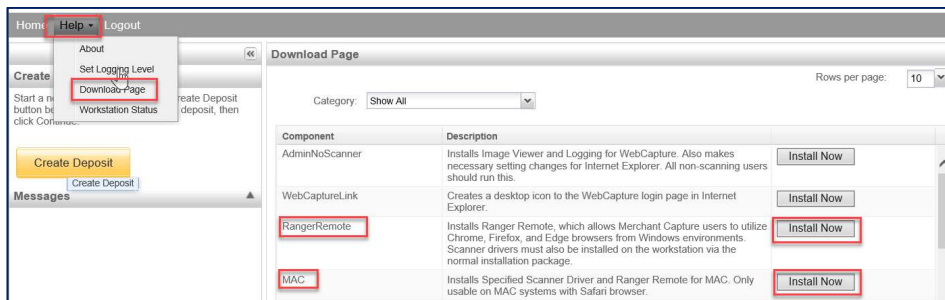 Home Help Logout
About
Set Logging Level
Download Page
Workstation Status
Create
Start a
button
deposit, then
click Continue.
reate Deposit
Create Deposit
Create Deposit
Messages
Download Page
Rows per page: 10
Category: Show All
Component Description
AdminNoScanner Installs Image Viewer and Logging for WebCapture. Also makes
necessary setting changes for Internet Explorer. All non-scanning users
should run this.
Install Now
WebCaptureLink Creates a desktop icon to the WebCapture login page in Internet
Explorer.
Install Now
RangerRemote Installs Ranger Remote, which allows Merchant Capture users to utilize
Chrome, Firefox, and Edge browsers from Windows environments.
Scanner drivers must also be installed on the workstation via the
normal installation package.
Install Now
MAC Installs Specified Scanner Driver and Ranger Remote for MAC. Only
usable on MAC systems with Safari browser.
Install Now